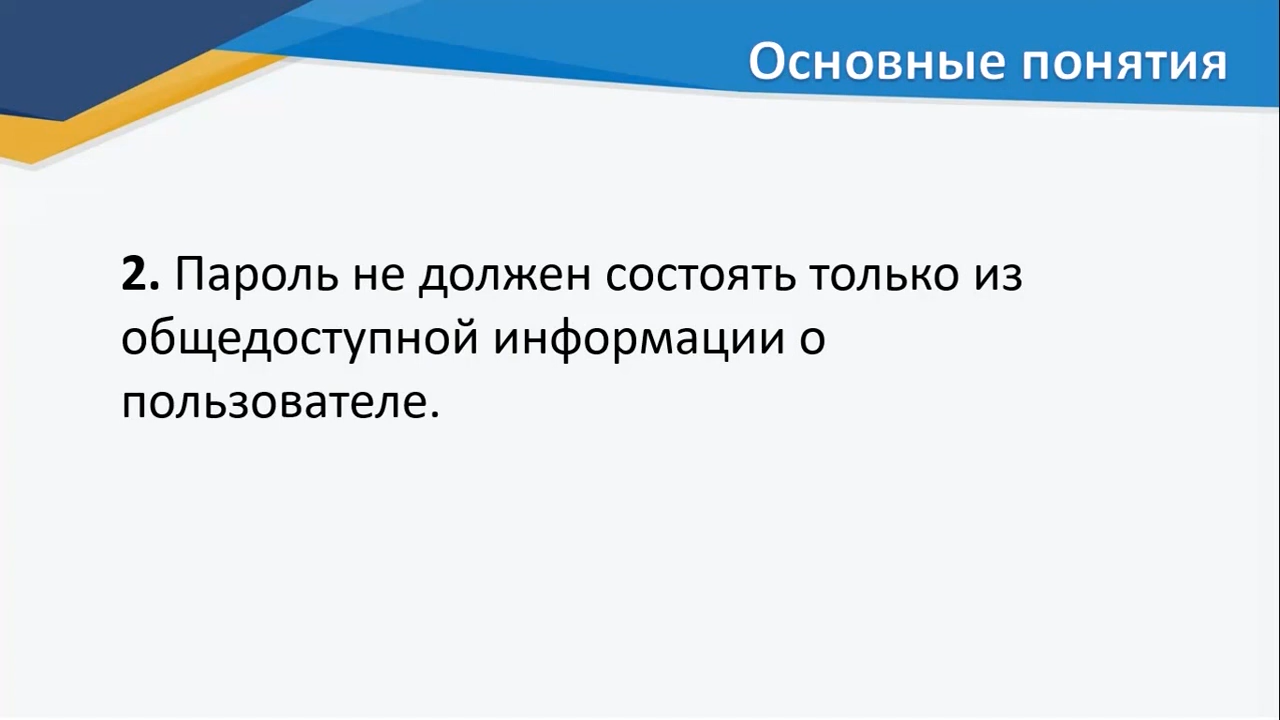 Основные понятия
2. Пароль не должен состоять только из
общедоступной информации о
пользователе.